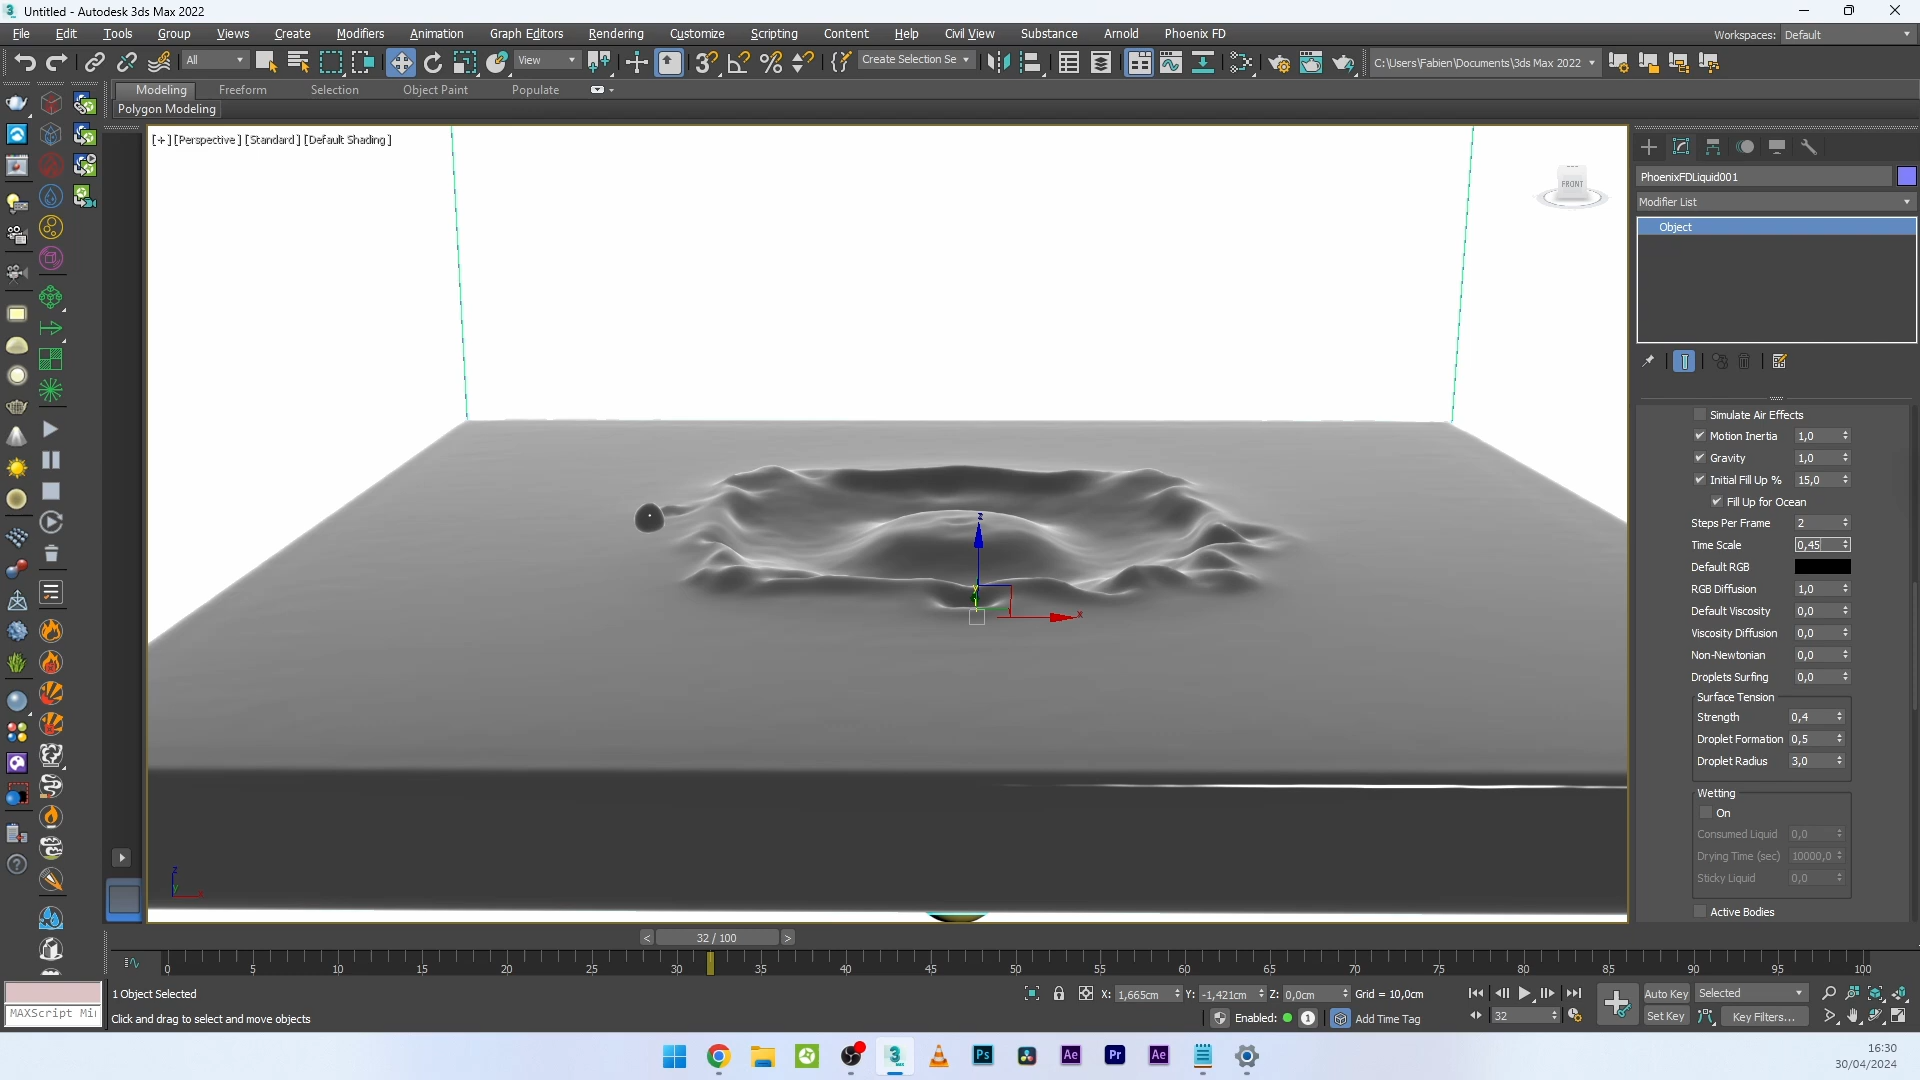 Untitled - Autodesk 3ds Max 2022
File Edit Tools Group Views Create Modifiers Animation Graph Editors Rendering Customize Scripting Content Help Civil View Substance Arnold Phoenix FD
Workspaces: Default
All
View
Create Selection Se
C:\Users\Fabien\Documents\3ds Max 2022
Modeling Freeform Selection Object Paint Populate
Polygon Modeling
[+] [Perspective] [Standard] [Default Shading]
FRONT
PhoenixFDLiquid001
Modifier List
Object
Simulate Air Effects
Motion Inertia 1,0
Gravity 1,0
Initial Fill Up % 15,0
Fill Up for Ocean
Steps Per Frame 2
Time Scale 0,45
Default RGB
RGB Diffusion 1,0
Default Viscosity 0,0
Viscosity Diffusion 0,0
Non-Newtonian 0,0
Droplets Surfing 0,0
Surface Tension
Strength 0,4
Droplet Formation 0,5
Droplet Radius 3,0
Wetting
On
Consumed Liquid 0,0
Drying Time (sec) 10000,0
Sticky Liquid 0,0
Active Bodies
z
y
x
z
y
x
< 32 / 100 >
0 5 10 15 20 25 30 35 40 45 50 55 60 65 70 75 80 85 90 95 100
1 Object Selected
X: 1,665cm Y: -1,421cm Z: 0,0cm Grid = 10,0cm
Auto Key Selected
MAXScript Mi
Click and drag to select and move objects
Enabled: 1 Add Time Tag
32
Set Key Key Filters...
Ps Ae Pr Ae
16:30
30/04/2024